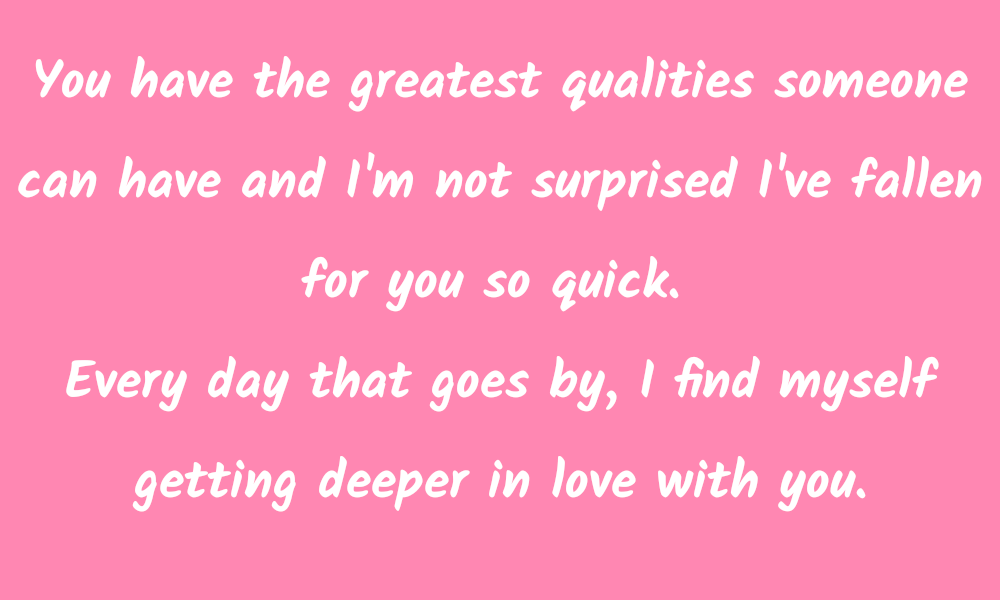 You have the greatest qualities someone
can have and I'm not surprised I've fallen
for you so quick.
Every day that goes by, I find myself
getting deeper in love with you.